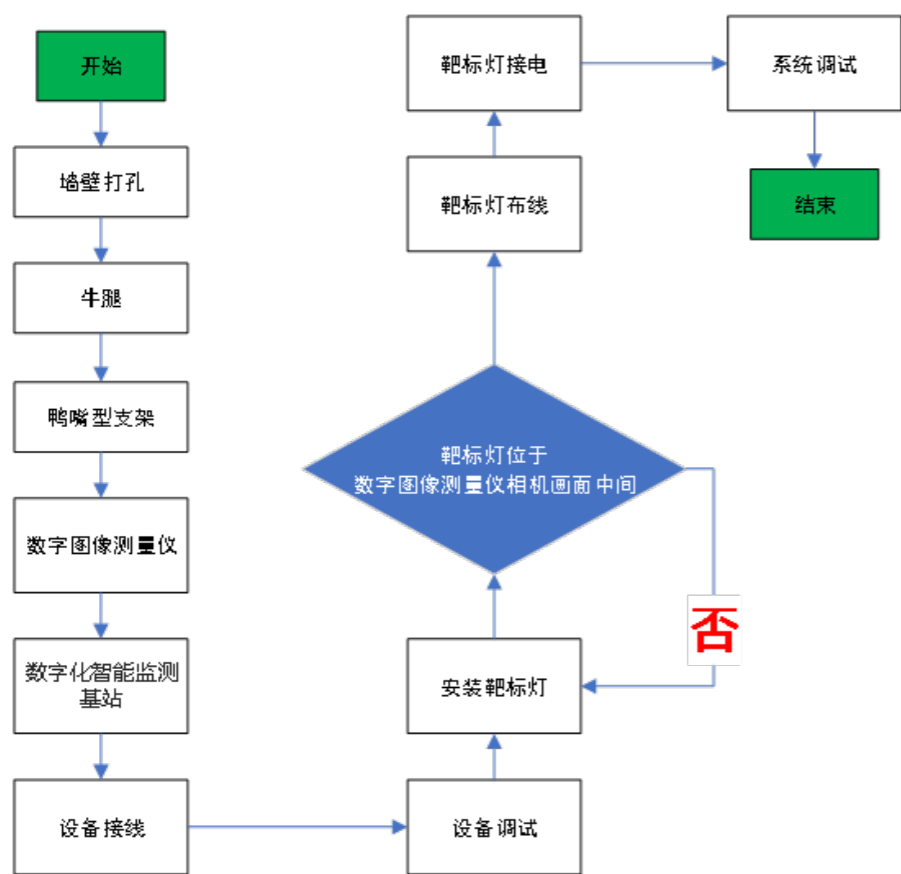 开始
墙壁打孔
牛腿
鸭嘴型支架
数字图像测量仪
数字化智能监测
基站
设备接线
设备调试
安装靶标灯
否
靶标灯位于
数字图像测量仪相机画面中间
靶标灯布线
靶标灯接电
系统调试
结束